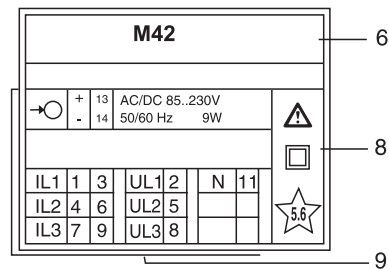 M42
6
+ 13 AC/DC 85..230V
- 14 50/60 Hz 9W
8
IL1 1 3 UL1 2 N 11
IL2 4 6 UL2 5
IL3 7 9 UL3 8
5.6
9